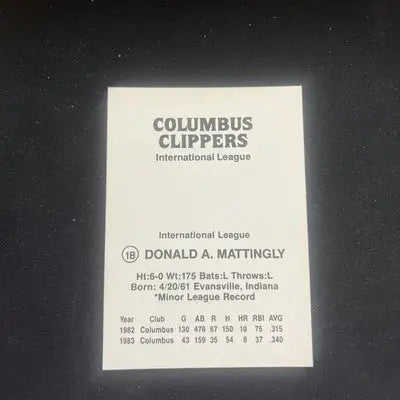 COLUMBUS
CLIPPERS
International League
International League
1B DONALD A. MATTINGLY
Ht:6-0 Wt:175 Bats:L Throws:L
Born: 4/20/61 Evansville, Indiana
*Minor League Record
Year Club G AB R H HR RBI AVG
1982 Columbus 130 476 67 150 10 75 .315
1983 Columbus 43 159 35 54 6 37 .340